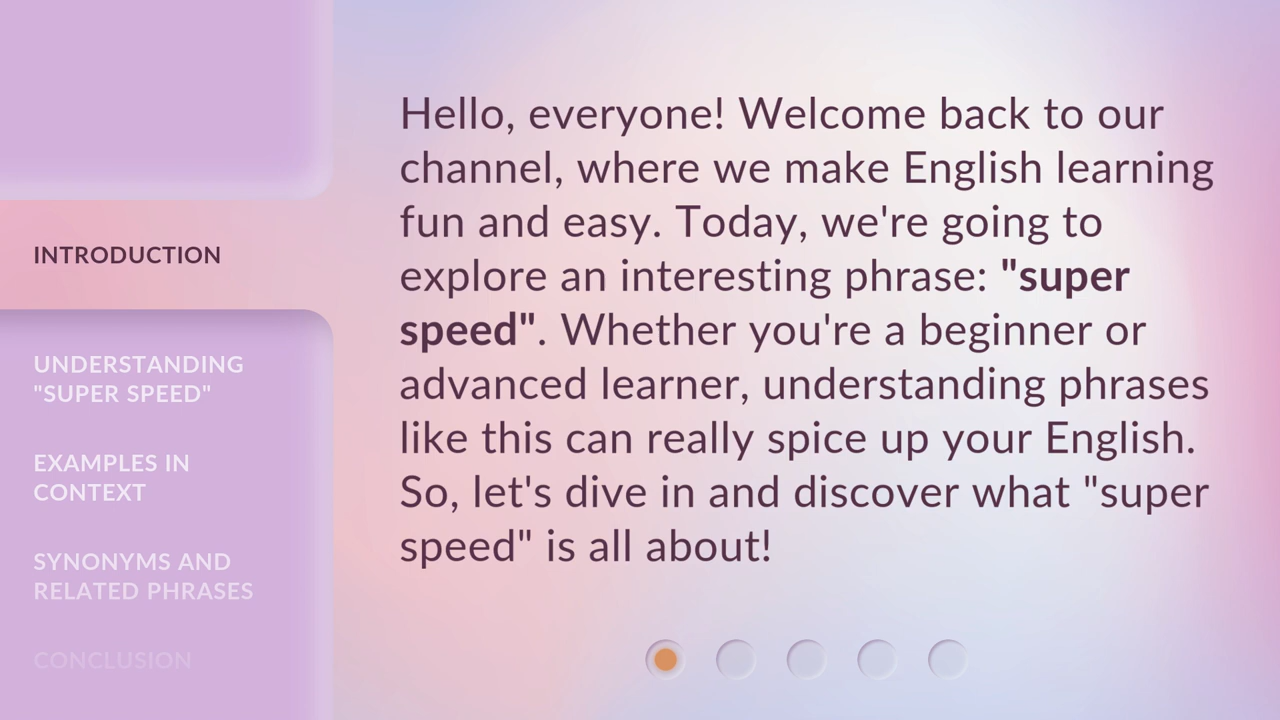 INTRODUCTION
UNDERSTANDING
"SUPER SPEED"
EXAMPLES IN
CONTEXT
SYNONYMS AND
RELATED PHRASES
CONCLUSION
Hello, everyone! Welcome back to our
channel, where we make English learning
fun and easy. Today, we're going to
explore an interesting phrase: "super
speed". Whether you're a beginner or
advanced learner, understanding phrases
like this can really spice up your English.
So, let's dive in and discover what "super
speed" is all about!